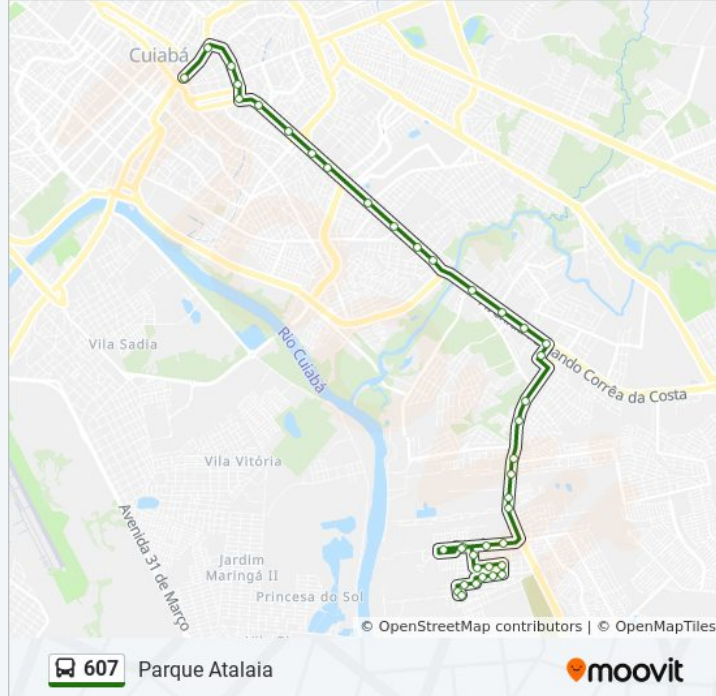 Cuiabá
ando Corrêa da Costa
Rio Cuiabá
Vila Sadia
Vila Vitória
Avenida 31 de Março
Jardim
Maringá II
Princesa do Sol
© OpenStreetMap contributors | © OpenMapTiles
607 Parque Atalaia
moovit